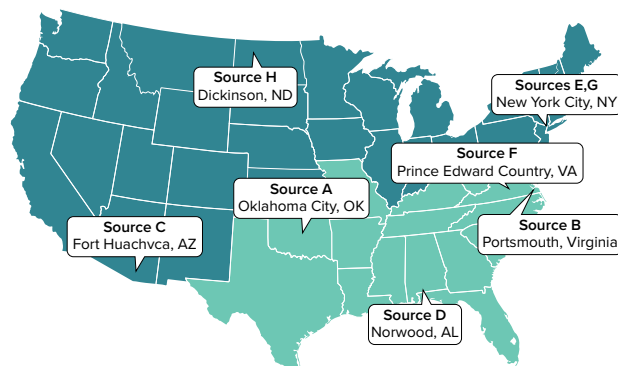 Source H
Dickinson, ND
Sources E,G
New York City, NY
Source F
Prince Edward Country, VA
Source A
Oklahoma City, OK
Source C
Fort Huachvca, AZ
Source B
Portsmouth, Virginia
Source D
Norwood, AL